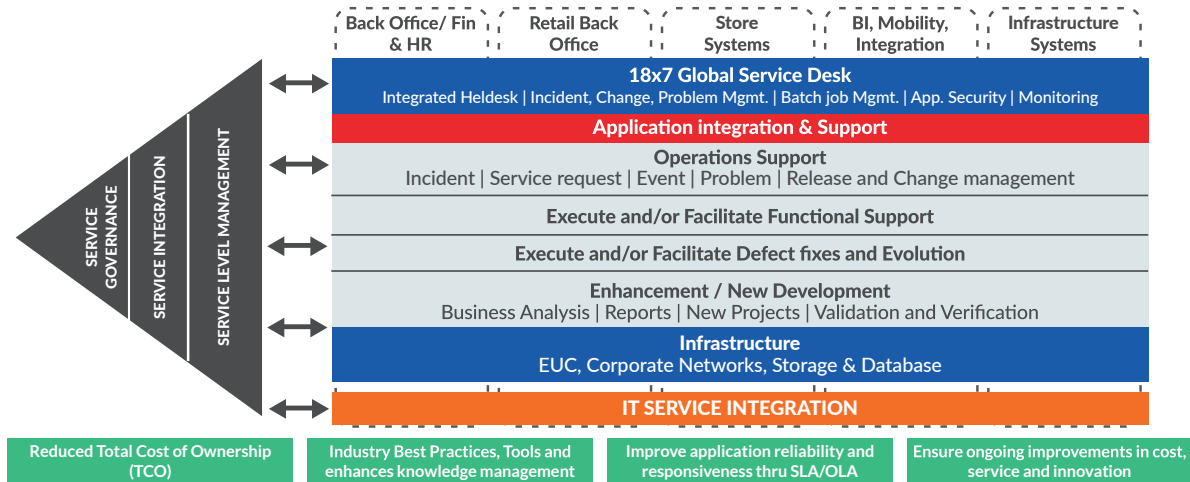 Back Office/ Fin
& HR
Retail Back
Office
Store
Systems
BI, Mobility,
Integration
Infrastructure
Systems
18x7 Global Service Desk
Integrated Heldesk | Incident, Change, Problem Mgmt. | Batch job Mgmt. | App. Security | Monitoring
Application integration & Support
Operations Support
Incident | Service request | Event | Problem | Release and Change management
Execute and/or Facilitate Functional Support
Execute and/or Facilitate Defect fixes and Evolution
Enhancement / New Development
Business Analysis | Reports | New Projects | Validation and Verification
Infrastructure
EUC, Corporate Networks, Storage & Database
IT SERVICE INTEGRATION
SERVICE
GOVERNANCE
SERVICE INTEGRATION
SERVICE LEVEL MANAGEMENT
Reduced Total Cost of Ownership
(TCO)
Industry Best Practices, Tools and
enhances knowledge management
Improve application reliability and
responsiveness thru SLA/OLA
Ensure ongoing improvements in cost,
service and innovation